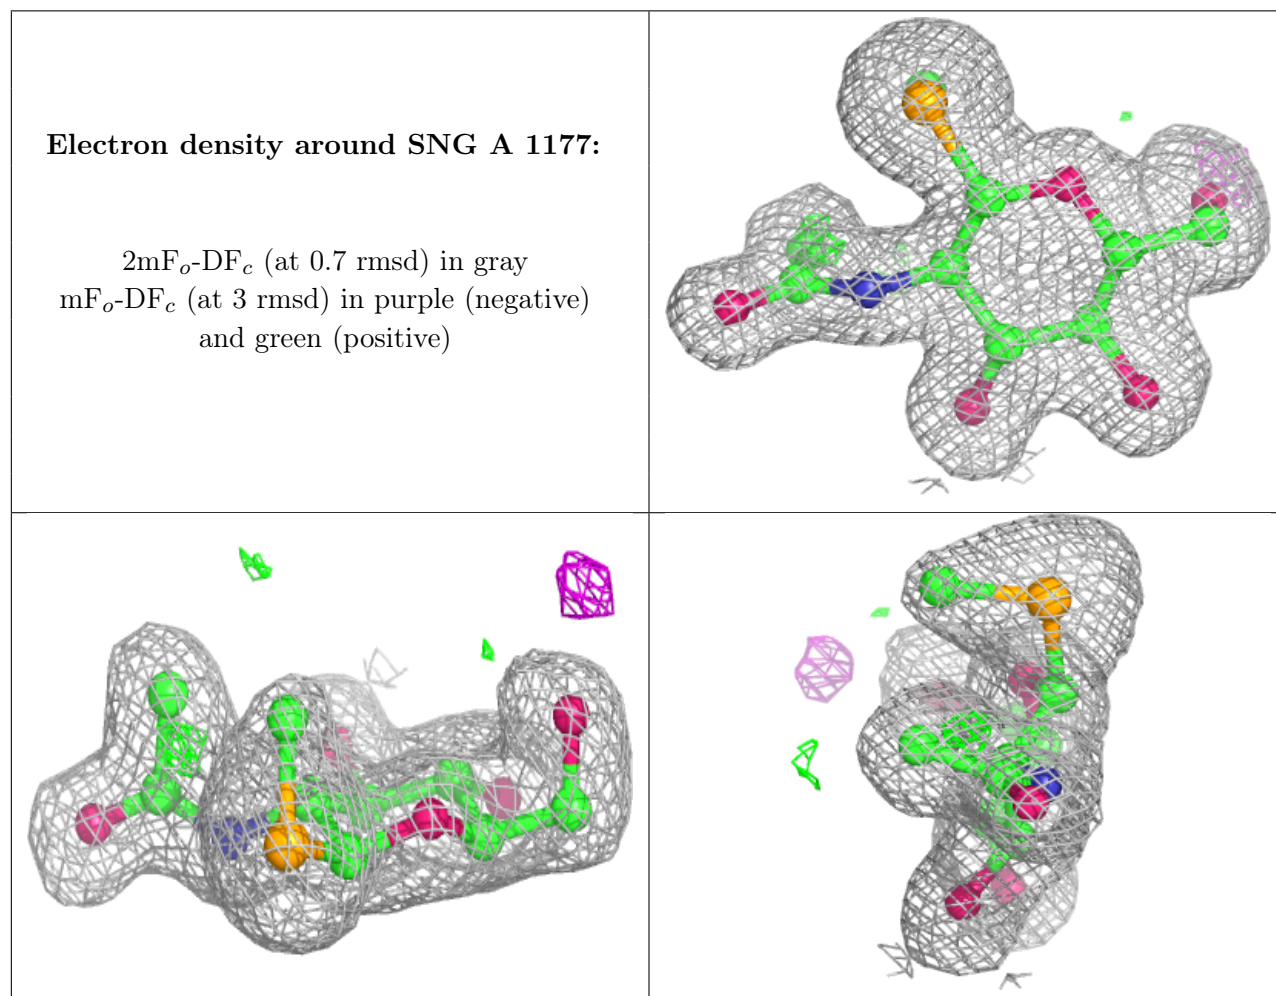 Electron density around SNG A 1177:
2mFo-DFc (at 0.7 rmsd) in gray
mFo-DFc (at 3 rmsd) in purple (negative)
and green (positive)